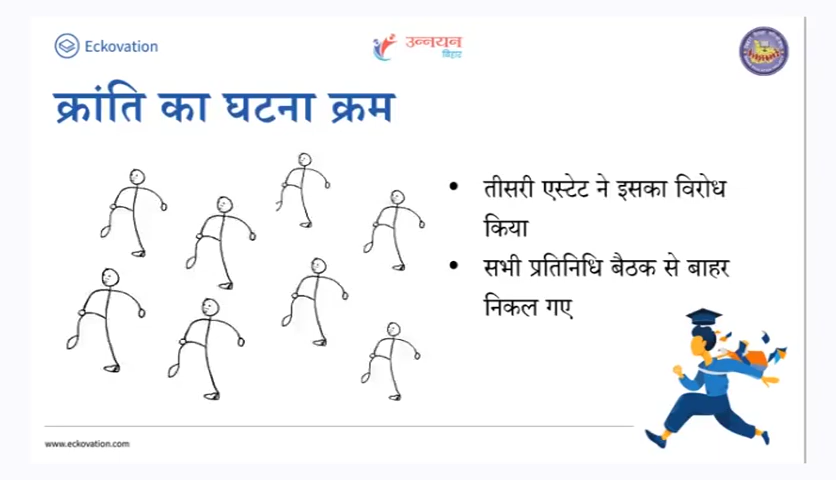 Eckovation
उन्नयन
बिहार
क्रांति का घटना क्रम
• तीसरी एस्टेट ने इसका विरोध
किया
• सभी प्रतिनिधि बैठक से बाहर
निकल गए
www.eckovation.com